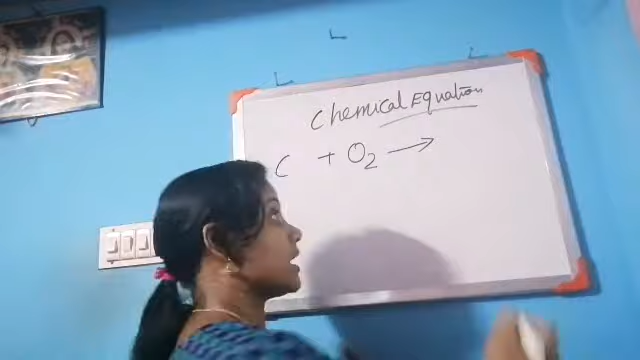 Chemical Equation
C + O₂ →